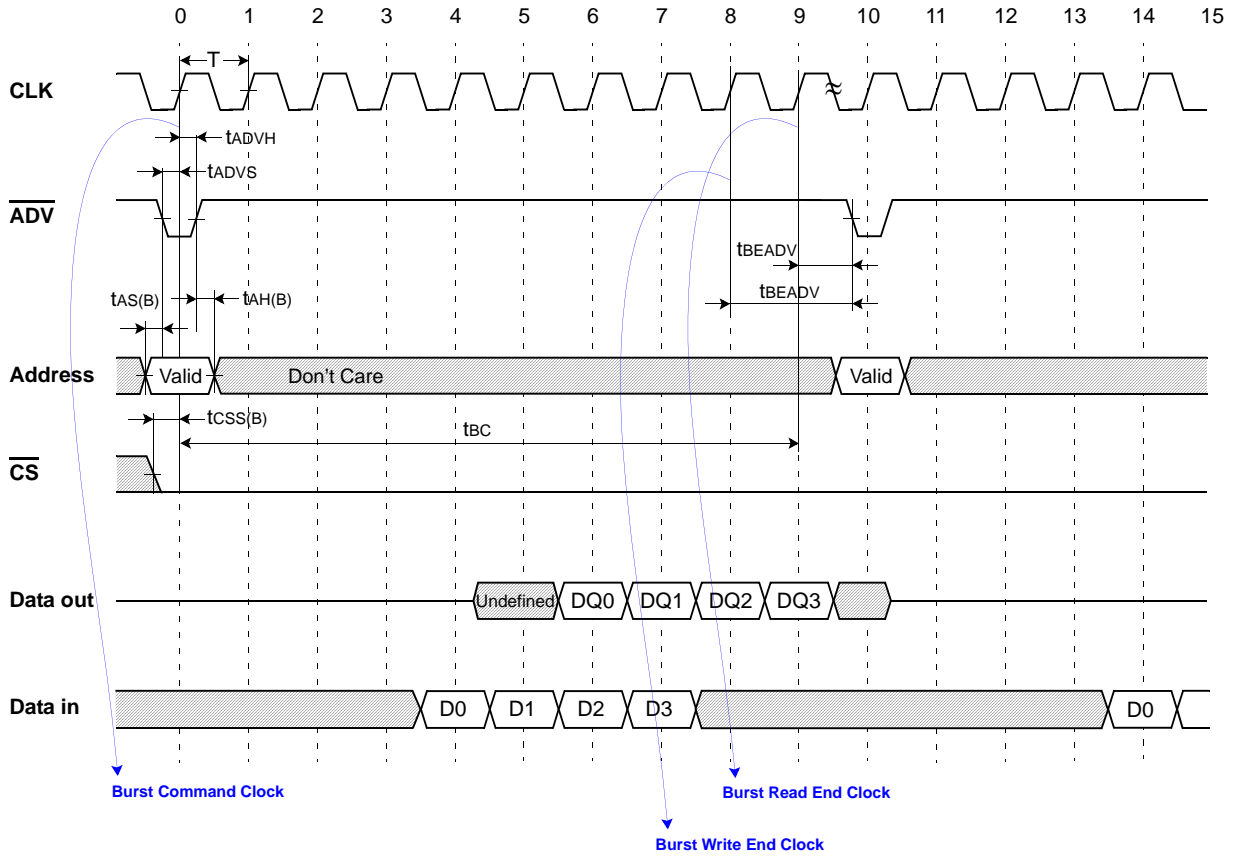 0 1 2 3 4 5 6 7 8 9 10 11 12 13 14 15
T
CLK
tADVH
tADVS
ADV
tBEADV
tBEADV
tAS(B) tAH(B)
Address Valid Don't Care Valid
tCSS(B)
tBC
CS
Data out Undefined DQ0 DQ1 DQ2 DQ3
Data in D0 D1 D2 D3 D0
Burst Command Clock
Burst Read End Clock
Burst Write End Clock